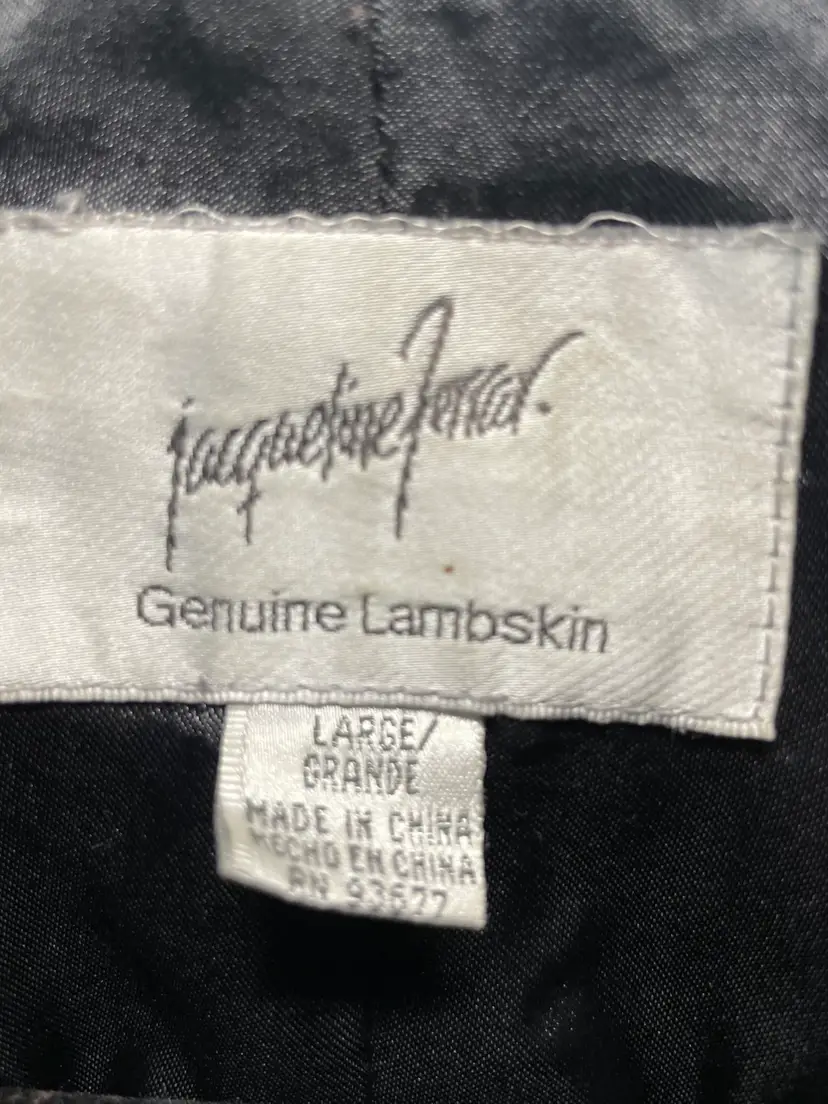 jacqueline Ferrar.
Genuine Lambskin
LARGE/
GRANDE
MADE IN CHINA
HECHO EN CHINA
RN 93677